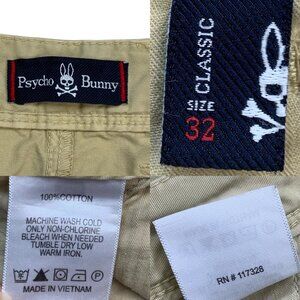 Psycho Bunny
CLASSIC
SIZE
32
100%COTTON
MACHINE WASH COLD
ONLY NON-CHLORINE
BLEACH WHEN NEEDED
TUMBLE DRY LOW
WARM IRON.
MADE IN VIETNAM
RN # 117328